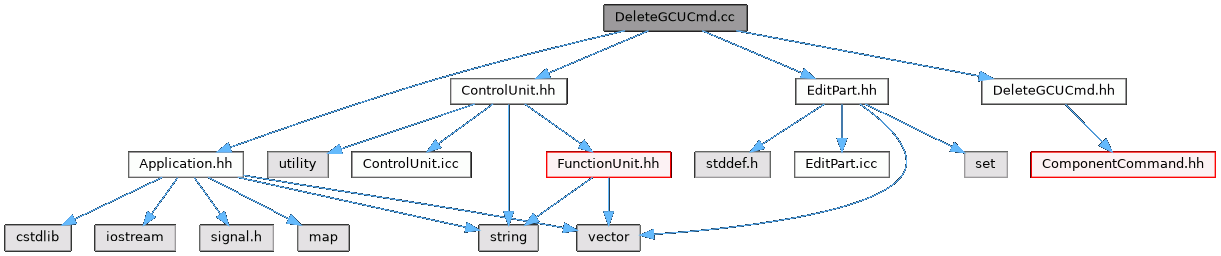 DeleteGCUCmd.cc
ControlUnit.hh
EditPart.hh
DeleteGCUCmd.hh
Application.hh
utility
ControlUnit.icc
FunctionUnit.hh
stddef.h
EditPart.icc
set
ComponentCommand.hh
cstdlib
iostream
signal.h
map
string
vector